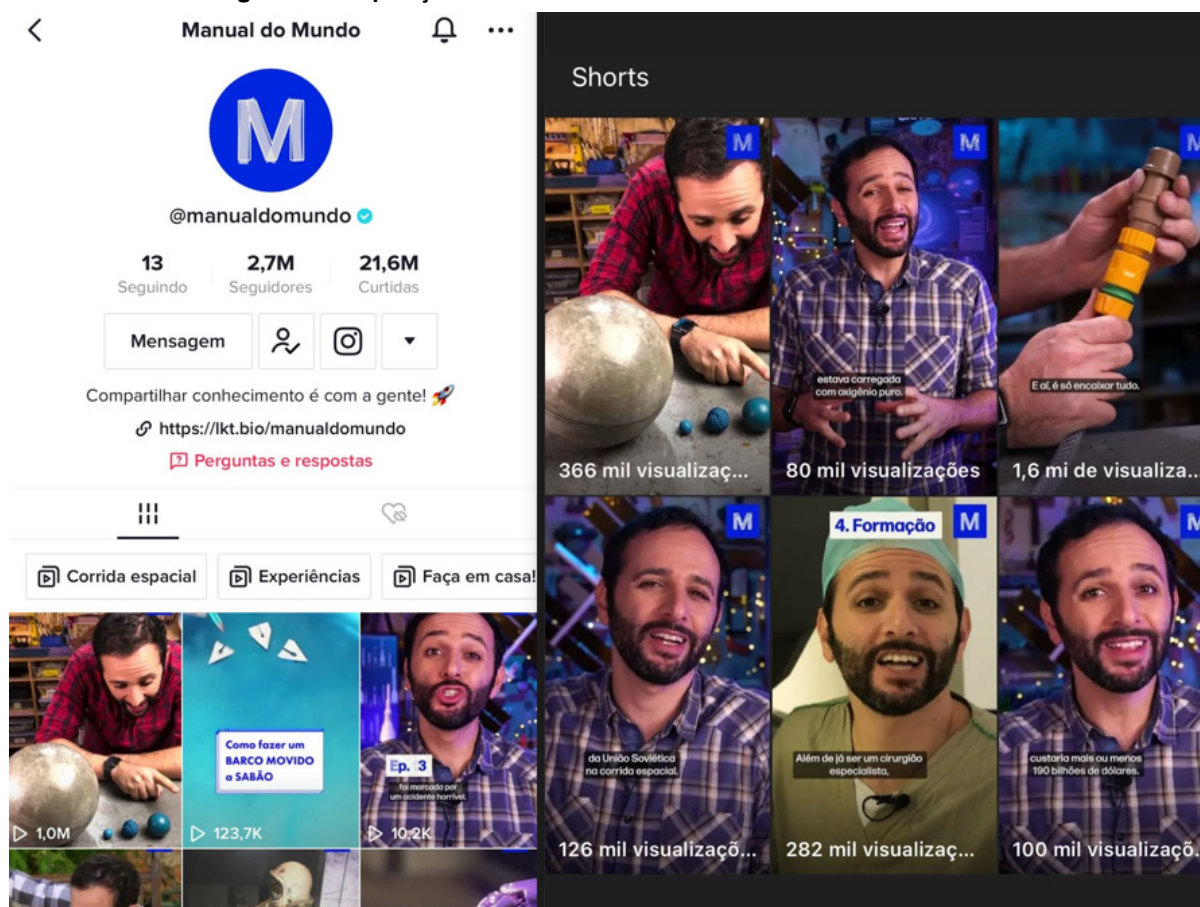 Manual do Mundo
M
@manualdomundo
13 2,7M 21,6M
Seguindo Seguidores Curtidas
Mensagem
Compartilhar conhecimento é com a gente! 🚀
https://lkt.bio/manualdomundo
Perguntas e respostas
Corrida espacial Experiências Faça em casa!
Como fazer um
BARCO MOVIDO
a SABÃO
Ep. 13
foi marcada por
um acidente horrível.
1,0M 123,7K 10,2K
Shorts
M M M
estava carregada
com oxigênio puro.
E aí, é só encaixar tudo.
366 mil visualizaç... 80 mil visualizações 1,6 mi de visualiza...
M 4. Formação M M
da União Soviética
na corrida espacial.
Além de já ser um cirurgião
especialista,
custaria mais ou menos
190 bilhões de dólares.
126 mil visualizaçõ... 282 mil visualizaç... 100 mil visualizaçõ...